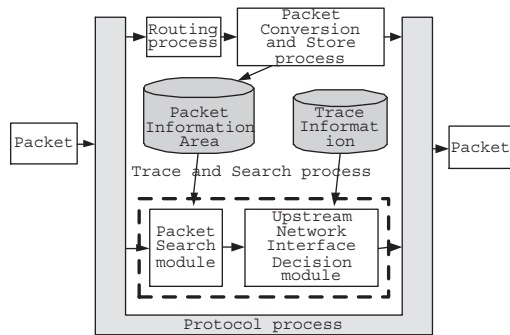 Routing
process
Packet
Conversion
and Store
process
Packet
Information
Area
Trace
Informat
ion
Packet
Packet
Trace and Search process
Packet
Search
module
Upstream
Network
Interface
Decision
module
Protocol process